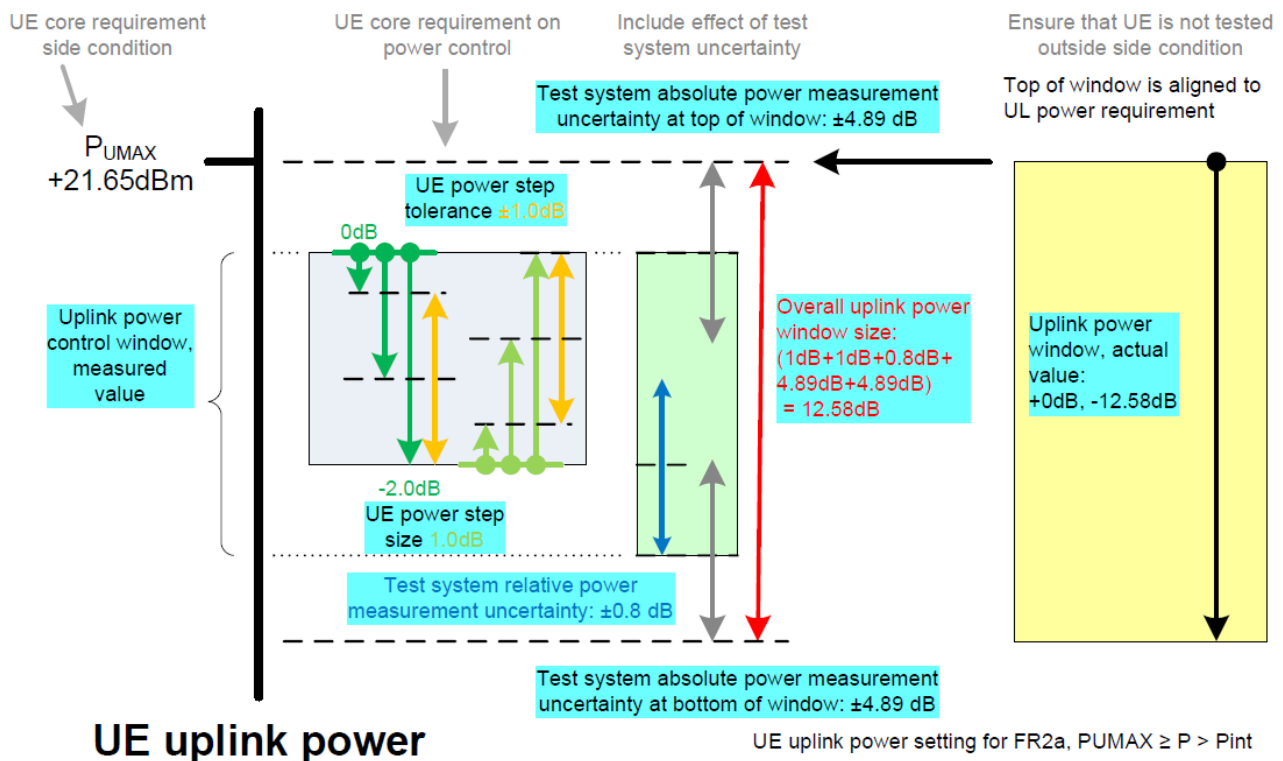 UE core requirement
side condition
UE core requirement on
power control
Include effect of test
system uncertainty
Ensure that UE is not tested
outside side condition
Top of window is aligned to
UL power requirement
Test system absolute power measurement
uncertainty at top of window: ±4.89 dB
PUMAX
+21.65dBm
UE power step
tolerance ±1.0dB
0dB
Uplink power
control window,
measured
value
Overall uplink power
window size:
(1dB+1dB+0.8dB+
4.89dB+4.89dB)
= 12.58dB
Uplink power
window, actual
value:
+0dB, -12.58dB
-2.0dB
UE power step
size 1.0dB
Test system relative power
measurement uncertainty: ±0.8 dB
Test system absolute power measurement
uncertainty at bottom of window: ±4.89 dB
UE uplink power
UE uplink power setting for FR2a, PUMAX ≥ P > Pint